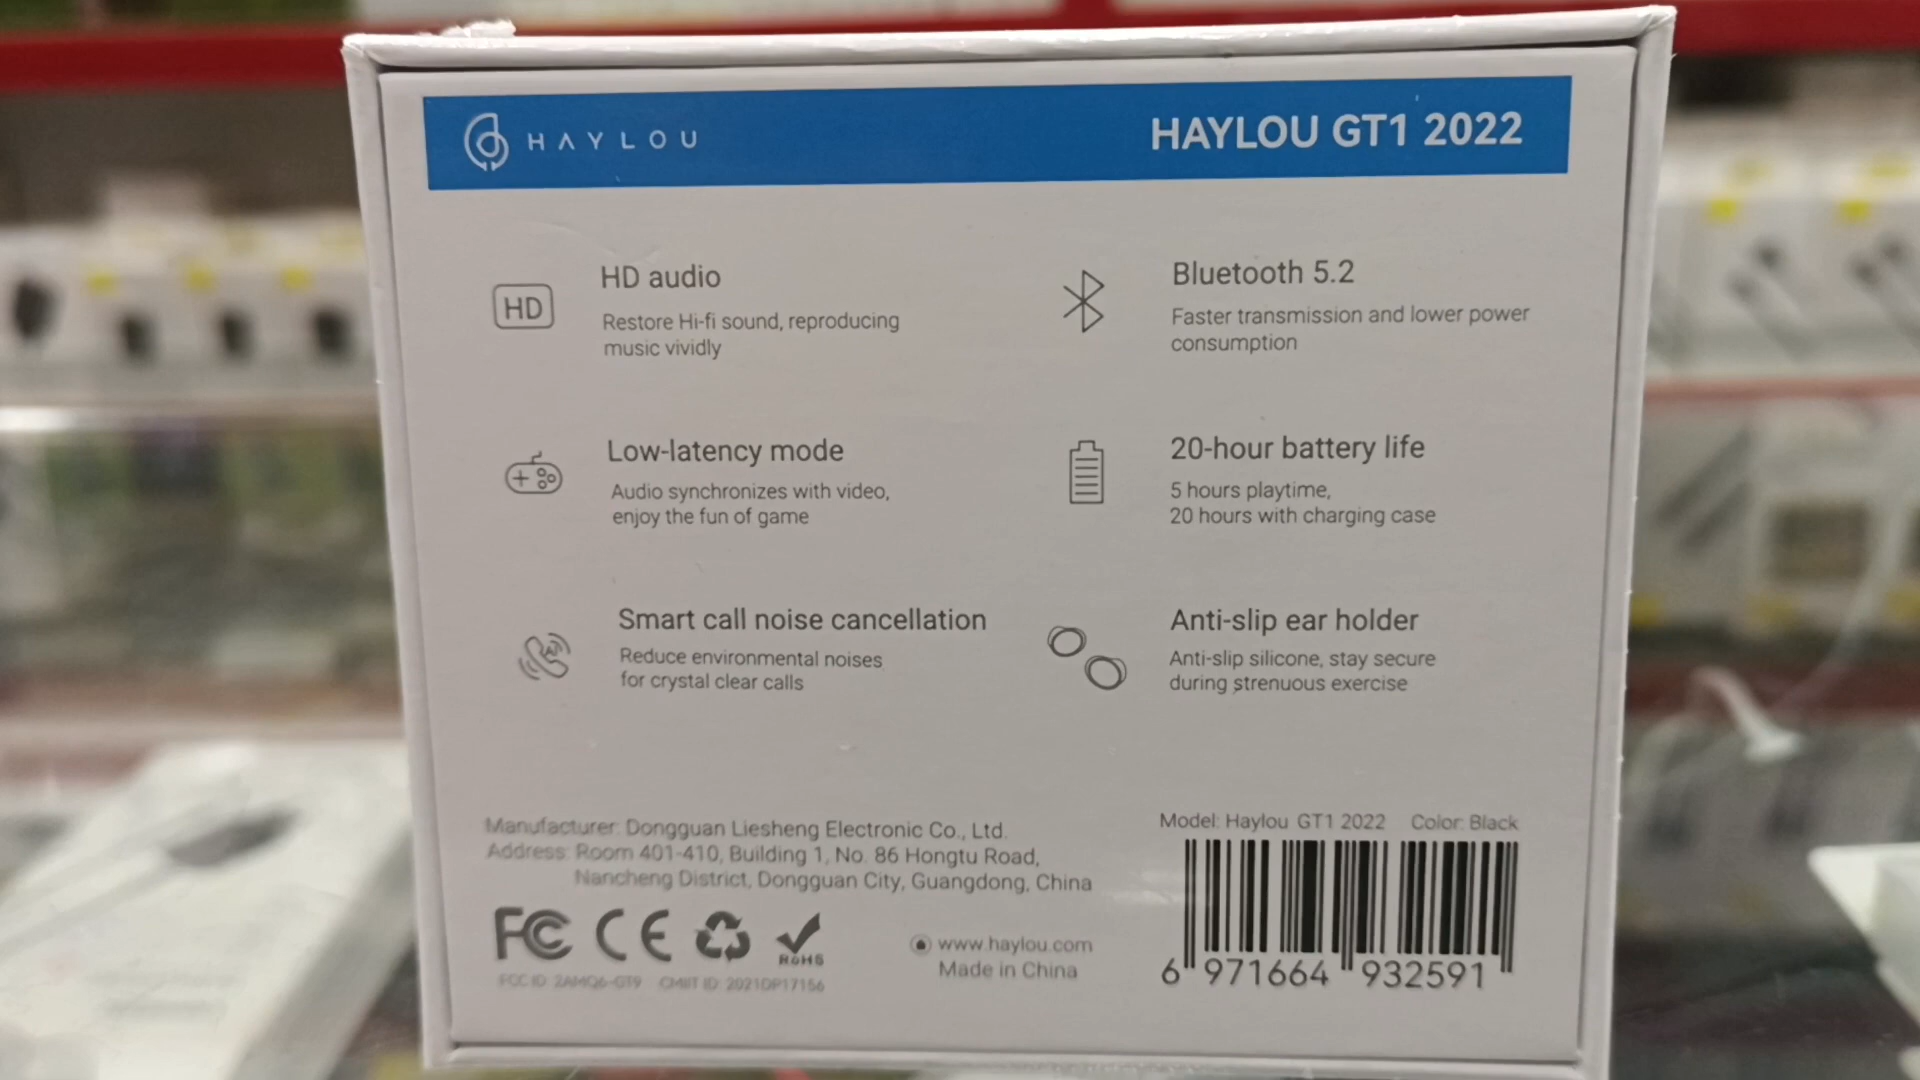 HAYLOU
HAYLOU GT1 2022
HD
HD audio
Restore Hi-fi sound, reproducing
music vividly
Bluetooth 5.2
Faster transmission and lower power
consumption
Low-latency mode
Audio synchronizes with video,
enjoy the fun of game
20-hour battery life
5 hours playtime,
20 hours with charging case
Smart call noise cancellation
Reduce environmental noises
for crystal clear calls
Anti-slip ear holder
Anti-slip silicone, stay secure
during strenuous exercise
Manufacturer: Dongguan Liesheng Electronic Co., Ltd.
Address: Room 401-410, Building 1, No. 86 Hongtu Road,
Nancheng District, Dongguan City, Guangdong, China
FC CE RoHS
FCC ID: 2AMQ6-GT9 CMIIT ID: 2021DP17156
www.haylou.com
Made in China
Model: Haylou GT1 2022 Color: Black
6 971664 932591